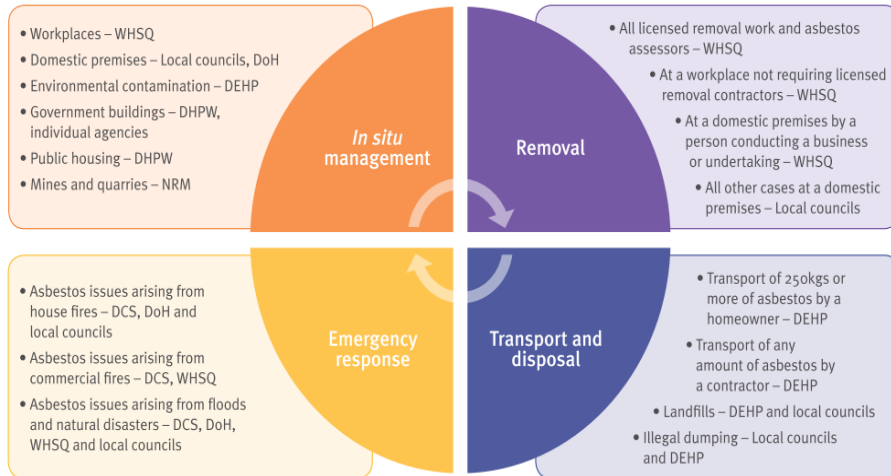 • Workplaces – WHSQ
• Domestic premises – Local councils, DoH
• Environmental contamination – DEHP
• Government buildings – DHPW,
individual agencies
• Public housing – DHPW
• Mines and quarries – NRM
In situ
management
Removal
• All licensed removal work and asbestos
assessors – WHSQ
• At a workplace not requiring licensed
removal contractors – WHSQ
• At a domestic premises by a
person conducting a business
or undertaking – WHSQ
• All other cases at a domestic
premises – Local councils
• Asbestos issues arising from
house fires – DCS, DoH and
local councils
• Asbestos issues arising from
commercial fires – DCS, WHSQ
• Asbestos issues arising from floods
and natural disasters – DCS, DoH,
WHSQ and local councils
Emergency
response
Transport and
disposal
• Transport of 250kgs or
more of asbestos by a
homeowner – DEHP
• Transport of any
amount of asbestos by
a contractor – DEHP
• Landfills – DEHP and local councils
• Illegal dumping – Local councils
and DEHP